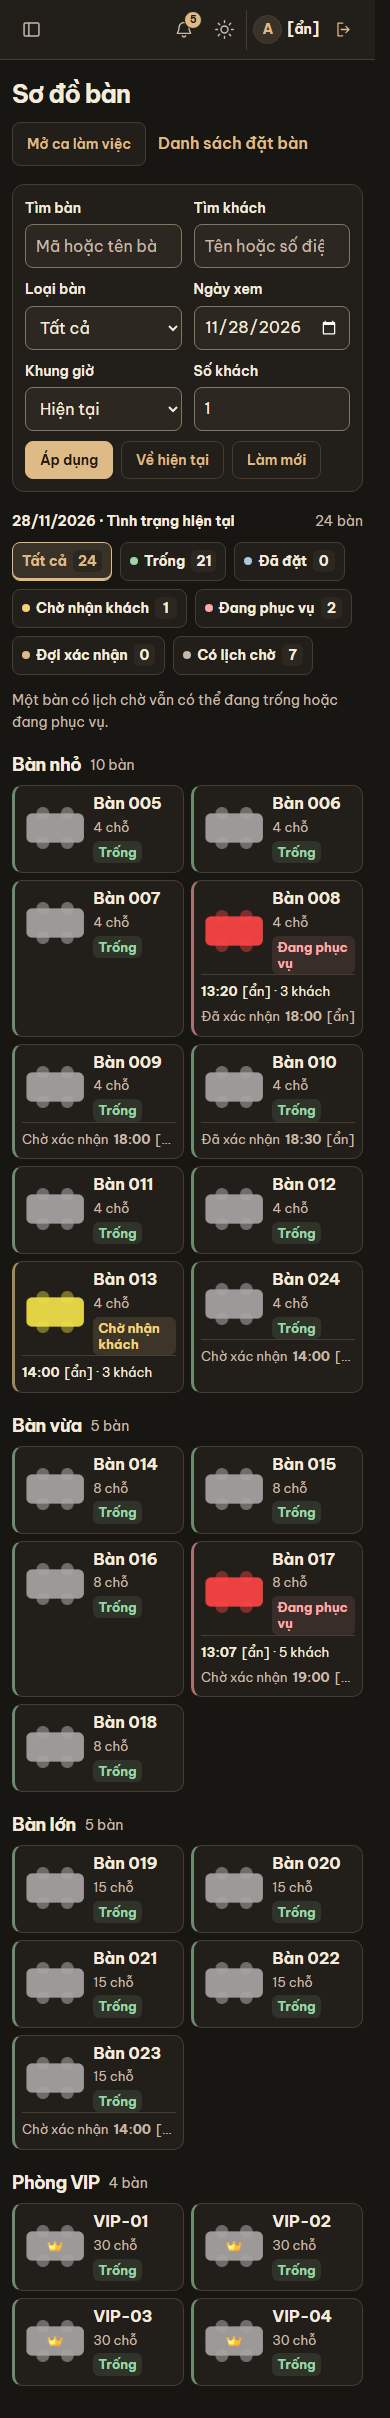 5
A [ẩn]
Sơ đồ bàn
Mở ca làm việc Danh sách đặt bàn
Tìm bàn Tìm khách
Mã hoặc tên bà Tên hoặc số điệ
Loại bàn Ngày xem
Tất cả 11/28/2026
Khung giờ Số khách
Hiện tại 1
Áp dụng Về hiện tại Làm mới
28/11/2026 · Tình trạng hiện tại 24 bàn
Tất cả 24 Trống 21 Đã đặt 0
Chờ nhận khách 1 Đang phục vụ 2
Đợi xác nhận 0 Có lịch chờ 7
Một bàn có lịch chờ vẫn có thể đang trống hoặc
đang phục vụ.
Bàn nhỏ 10 bàn
Bàn 005
4 chỗ
Trống
Bàn 006
4 chỗ
Trống
Bàn 007
4 chỗ
Trống
Bàn 008
4 chỗ
Đang phục
vụ
13:20 [ẩn] · 3 khách
Đã xác nhận 18:00 [ẩn]
Bàn 009
4 chỗ
Trống
Chờ xác nhận 18:00 [...
Bàn 010
4 chỗ
Trống
Đã xác nhận 18:30 [ẩn]
Bàn 011
4 chỗ
Trống
Bàn 012
4 chỗ
Trống
Bàn 013
4 chỗ
Chờ nhận
khách
14:00 [ẩn] · 3 khách
Bàn 024
4 chỗ
Trống
Chờ xác nhận 14:00 [...
Bàn vừa 5 bàn
Bàn 014
8 chỗ
Trống
Bàn 015
8 chỗ
Trống
Bàn 016
8 chỗ
Trống
Bàn 017
8 chỗ
Đang phục
vụ
13:07 [ẩn] · 5 khách
Chờ xác nhận 19:00 [...
Bàn 018
8 chỗ
Trống
Bàn lớn 5 bàn
Bàn 019
15 chỗ
Trống
Bàn 020
15 chỗ
Trống
Bàn 021
15 chỗ
Trống
Bàn 022
15 chỗ
Trống
Bàn 023
15 chỗ
Trống
Chờ xác nhận 14:00 [...
Phòng VIP 4 bàn
VIP-01
30 chỗ
Trống
VIP-02
30 chỗ
Trống
VIP-03
30 chỗ
Trống
VIP-04
30 chỗ
Trống